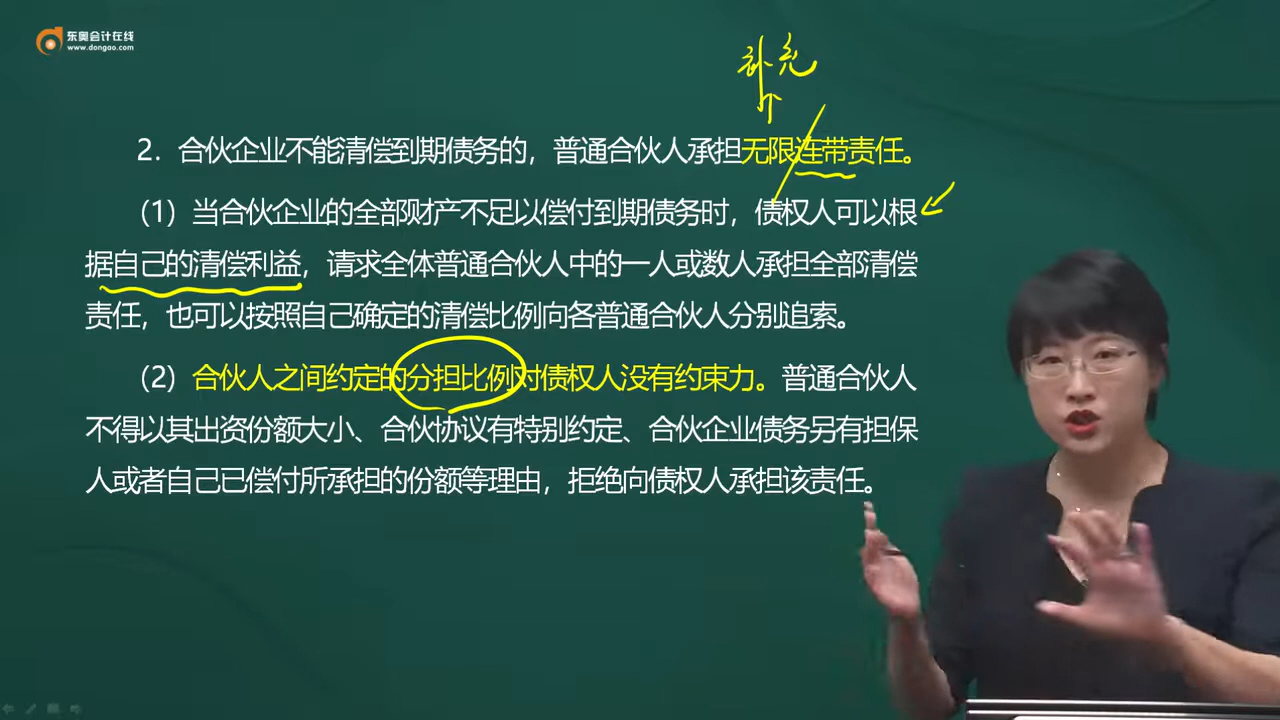 东奥会计在线
www.dongao.com
补充
2. 合伙企业不能清偿到期债务的，普通合伙人承担无限连带责任。
（1）当合伙企业的全部财产不足以偿付到期债务时，债权人可以根
据自己的清偿利益，请求全体普通合伙人中的一人或数人承担全部清偿
责任，也可以按照自己确定的清偿比例向各普通合伙人分别追索。
（2）合伙人之间约定的分担比例对债权人没有约束力。普通合伙人
不得以其出资份额大小、合伙协议有特别约定、合伙企业债务另有担保
人或者自己已偿付所承担的份额等理由，拒绝向债权人承担该责任。